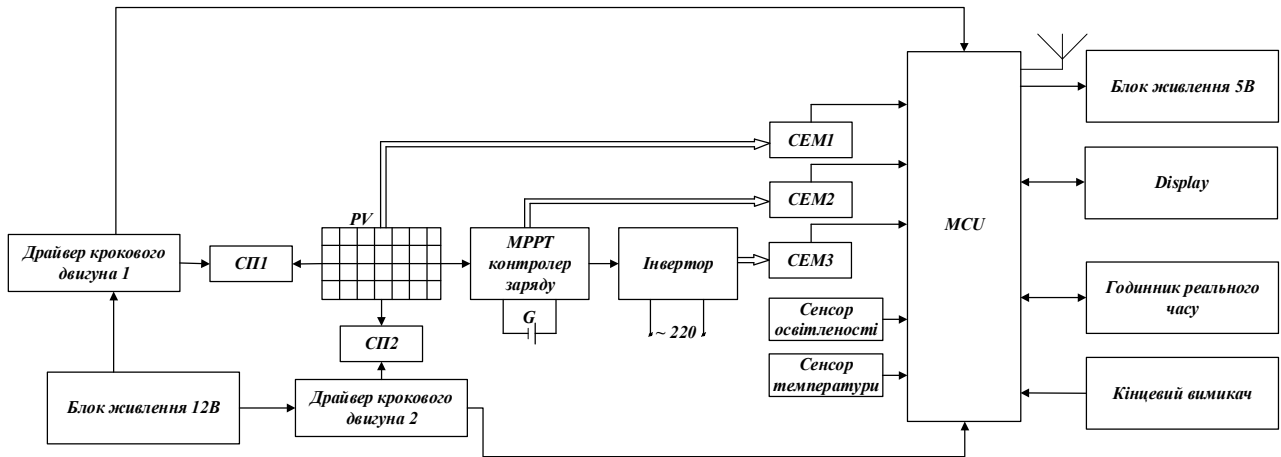 Блок живлення 5В
СЕМ1
Display
СЕМ2
PV
MCU
СЕМ3
МРРТ
контролер
заряду
Інвертор
Драйвер крокового
двигуна 1
СП1
Годинник реального
часу
Сенсор
освітленості
G
~ 220
СП2
Сенсор
температури
Кінцевий вимикач
Блок живлення 12В
Драйвер крокового
двигуна 2